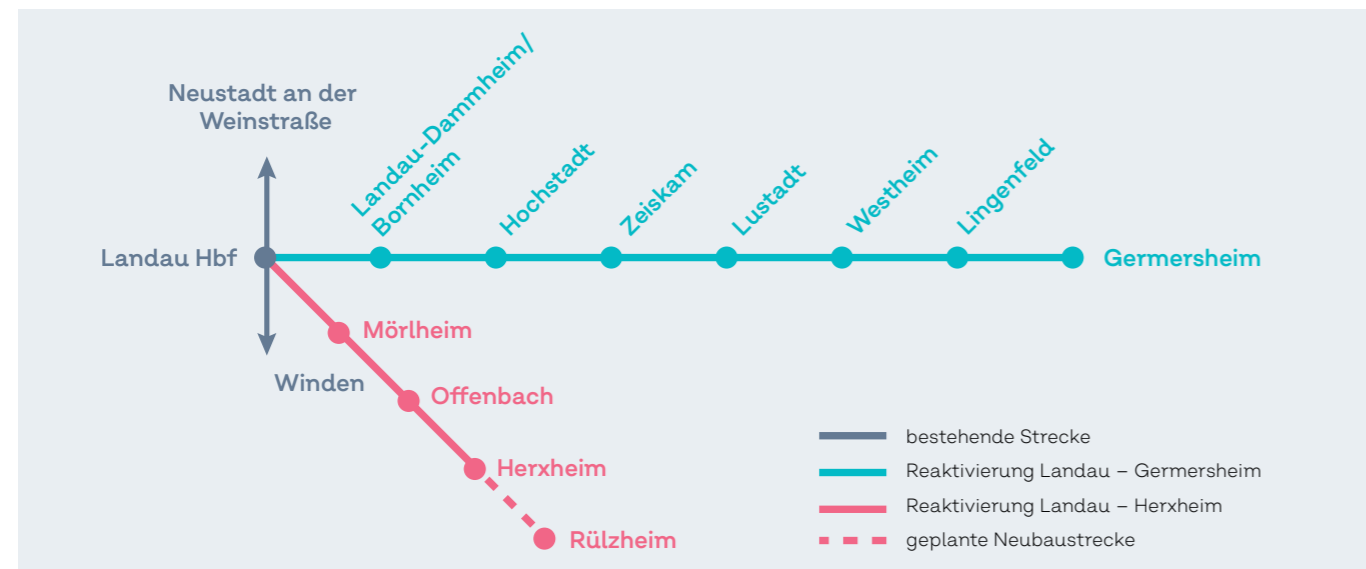 Neustadt an der
Weinstraße
Landau-Dammheim/
Bornheim
Hochstadt
Zeiskam
Lustadt
Westheim
Lingenfeld
Landau Hbf
Germersheim
Mörlheim
Winden
Offenbach
Herxheim
Rülzheim
bestehende Strecke
Reaktivierung Landau – Germersheim
Reaktivierung Landau – Herxheim
geplante Neubaustrecke